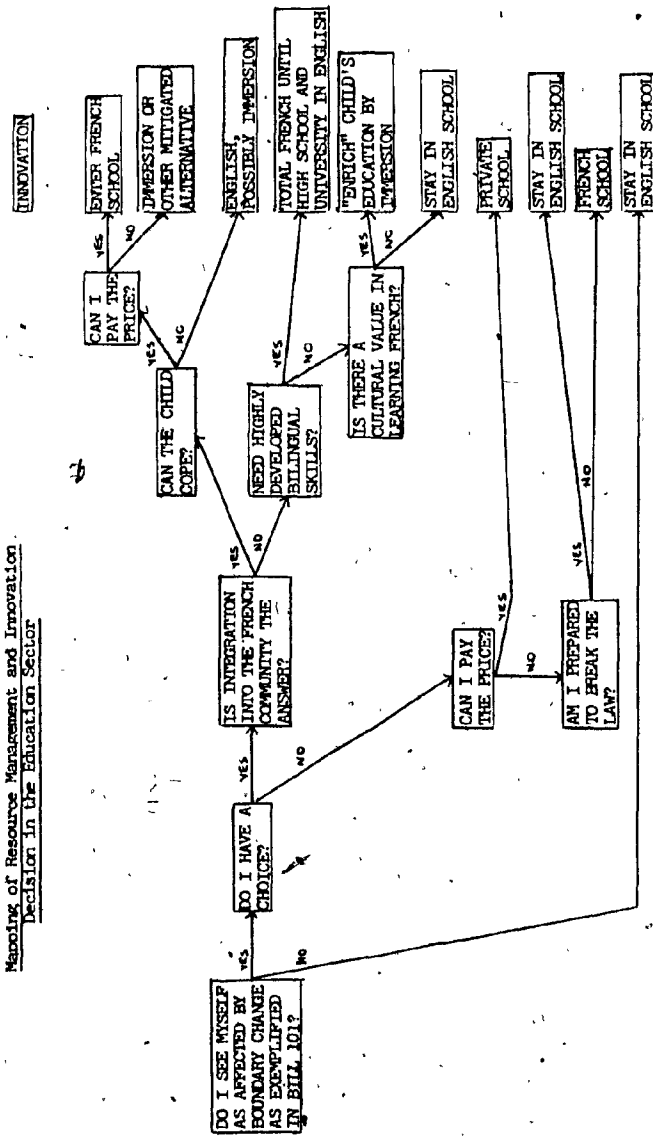 Mapping of Resource Management and Innovation
Decision in the Education Sector
INNOVATION
DO I SEE MYSELF
AS AFFECTED BY
BOUNDARY CHANGE
AS EXEMPLIFIED
IN BILL 101?
YES
NO
DO I HAVE A
CHOICE?
YES
NO
IS INTEGRATION
INTO THE FRENCH
COMMUNITY THE
ANSWER?
YES
NO
CAN THE CHILD
COPE?
YES
NO
CAN I
PAY THE
PRICE?
YES
NO
ENTER FRENCH
SCHOOL
IMMERSION OR
OTHER MITIGATED
ALTERNATIVE
ENGLISH,
POSSIBLY IMMERSION
NEED HIGHLY
DEVELOPED
BILINGUAL
SKILLS?
YES
NO
TOTAL FRENCH UNTIL
HIGH SCHOOL AND
UNIVERSITY IN ENGLISH
IS THERE A
CULTURAL VALUE IN
LEARNING FRENCH?
YES
NO
"ENRICH" CHILD'S
EDUCATION BY
IMMERSION
STAY IN
ENGLISH SCHOOL
CAN I PAY
THE PRICE?
YES
NO
PRIVATE
SCHOOL
AM I PREPARED
TO BREAK THE
LAW?
YES
NO
STAY IN
ENGLISH SCHOOL
FRENCH
SCHOOL
STAY IN
ENGLISH SCHOOL